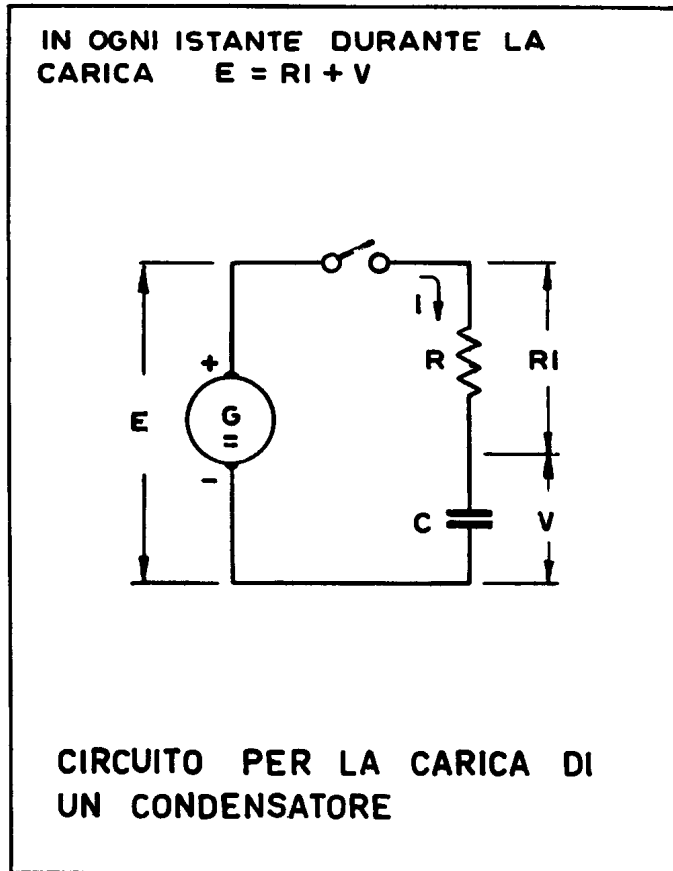 IN OGNI ISTANTE DURANTE LA
CARICA E = RI + V
I
+
R
RI
E
G
=
-
C
V
CIRCUITO PER LA CARICA DI
UN CONDENSATORE